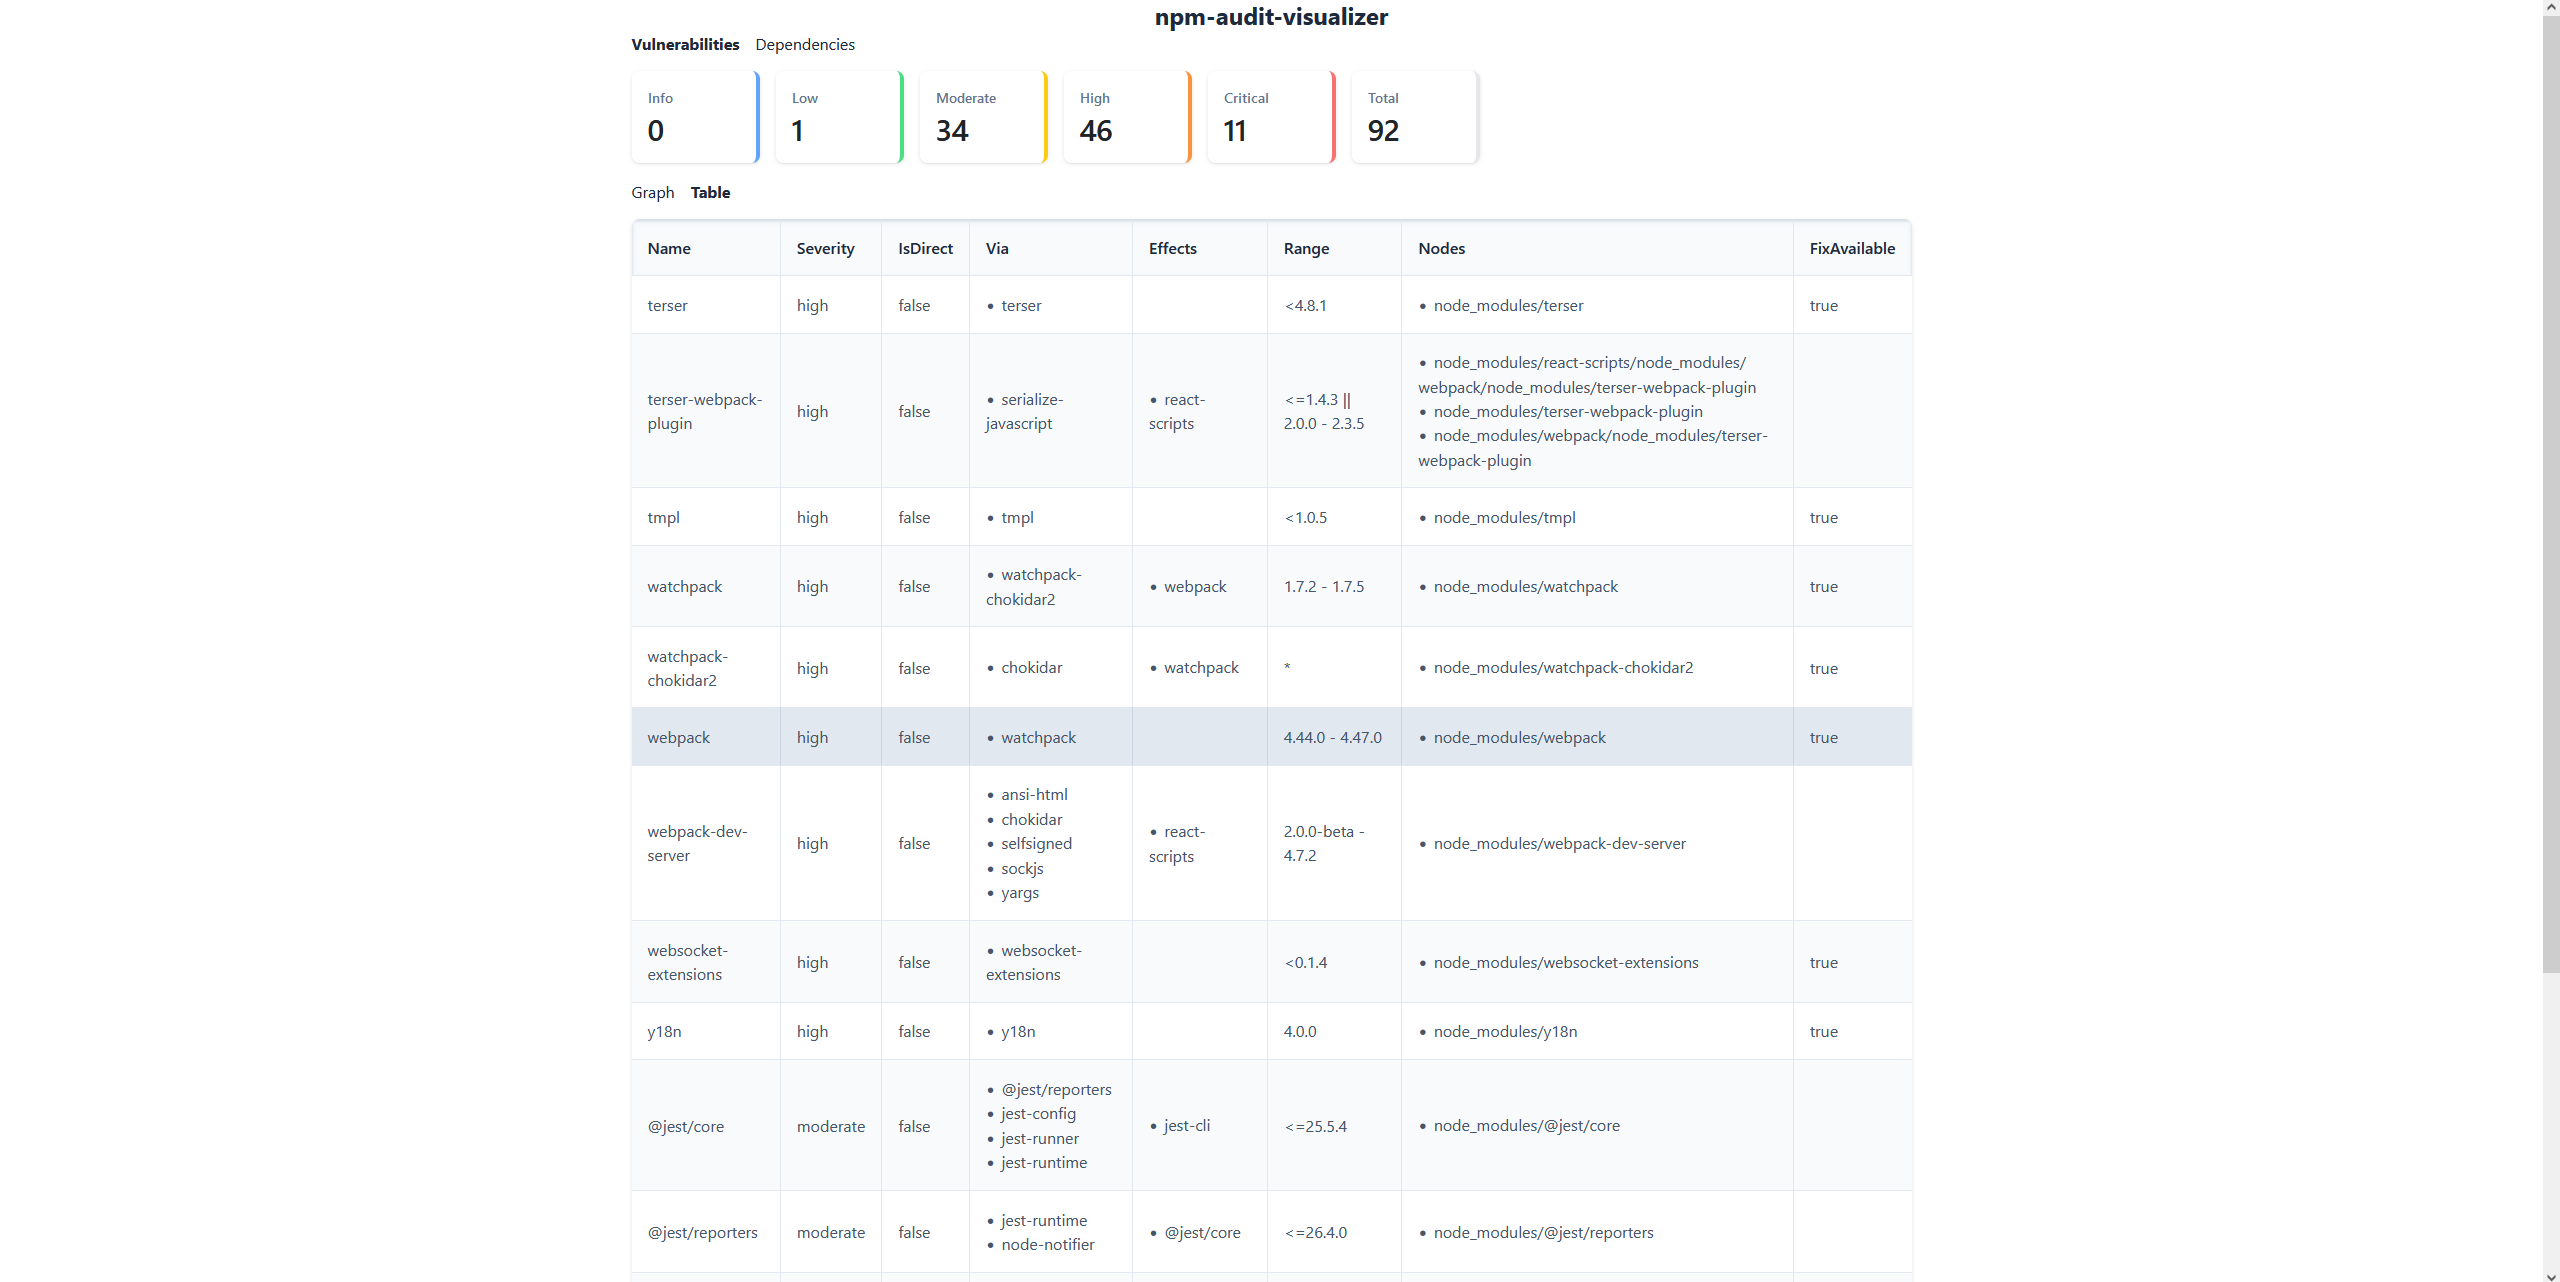 npm-audit-visualizer
Vulnerabilities Dependencies
Info Low Moderate High Critical Total
0 1 34 46 11 92
Graph Table
Name Severity IsDirect Via Effects Range Nodes FixAvailable
terser high false • terser <4.8.1 • node_modules/terser true
terser-webpack-
plugin
high
false
• serialize-
javascript
• react-
scripts
<=1.4.3 ||
2.0.0 - 2.3.5
• node_modules/react-scripts/node_modules/
webpack/node_modules/terser-webpack-plugin
• node_modules/terser-webpack-plugin
• node_modules/webpack/node_modules/terser-
webpack-plugin
tmpl high false • tmpl <1.0.5 • node_modules/tmpl true
watchpack
high
false
• watchpack-
chokidar2
• webpack
1.7.2 - 1.7.5
• node_modules/watchpack
true
watchpack-
chokidar2
high
false
• chokidar
• watchpack
*
• node_modules/watchpack-chokidar2
true
webpack high false • watchpack 4.44.0 - 4.47.0 • node_modules/webpack true
webpack-dev-
server
high
false
• ansi-html
• chokidar
• selfsigned
• sockjs
• yargs
• react-
scripts
2.0.0-beta -
4.7.2
• node_modules/webpack-dev-server
websocket-
extensions
high
false
• websocket-
extensions
<0.1.4
• node_modules/websocket-extensions
true
y18n high false • y18n 4.0.0 • node_modules/y18n true
@jest/core
moderate
false
• @jest/reporters
• jest-config
• jest-runner
• jest-runtime
• jest-cli
<=25.5.4
• node_modules/@jest/core
@jest/reporters
moderate
false
• jest-runtime
• node-notifier
• @jest/core
<=26.4.0
• node_modules/@jest/reporters